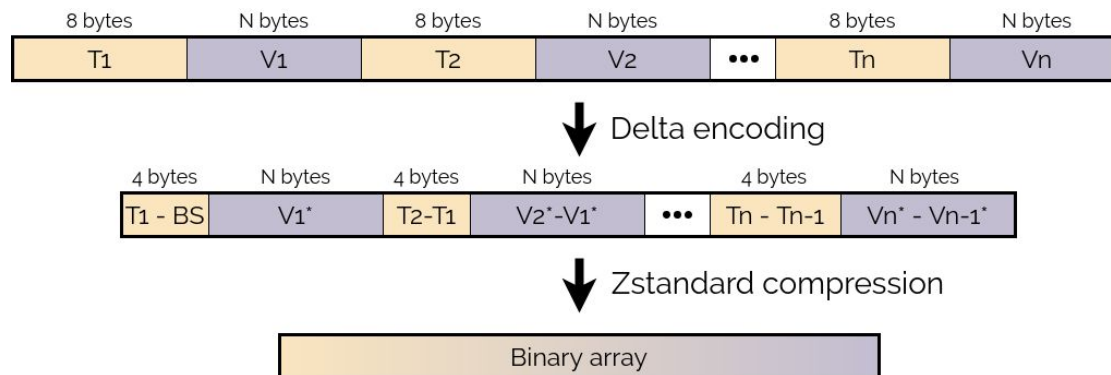 8 bytes N bytes 8 bytes N bytes 8 bytes N bytes
T1 V1 T2 V2 ••• Tn Vn
Delta encoding
4 bytes N bytes 4 bytes N bytes 4 bytes N bytes
T1 - BS V1* T2-T1 V2*-V1* ••• Tn - Tn-1 Vn* - Vn-1*
Zstandard compression
Binary array